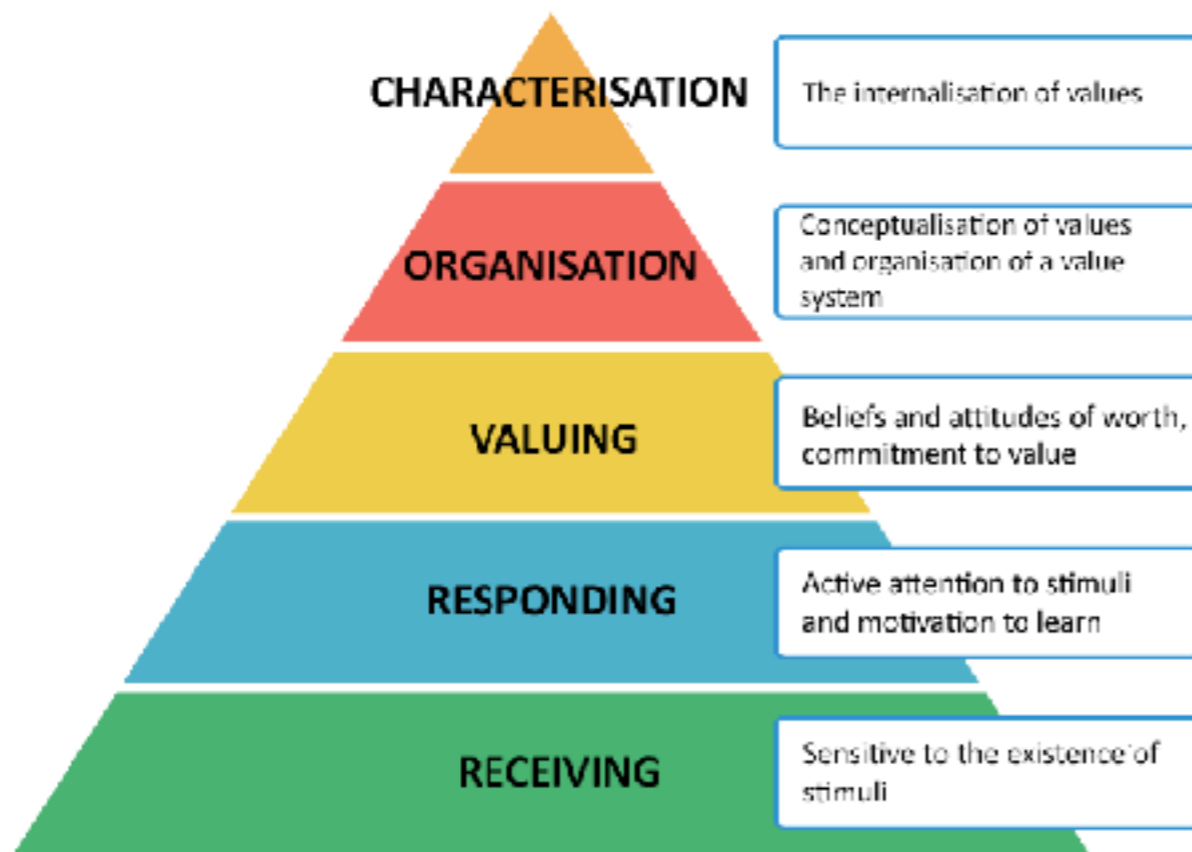 CHARACTERISATION
The internalisation of values
ORGANISATION
Conceptualisation of values
and organisation of a value
system
VALUING
Beliefs and attitudes of worth,
commitment to value
RESPONDING
Active attention to stimuli
and motivation to learn
RECEIVING
Sensitive to the existence of
stimuli